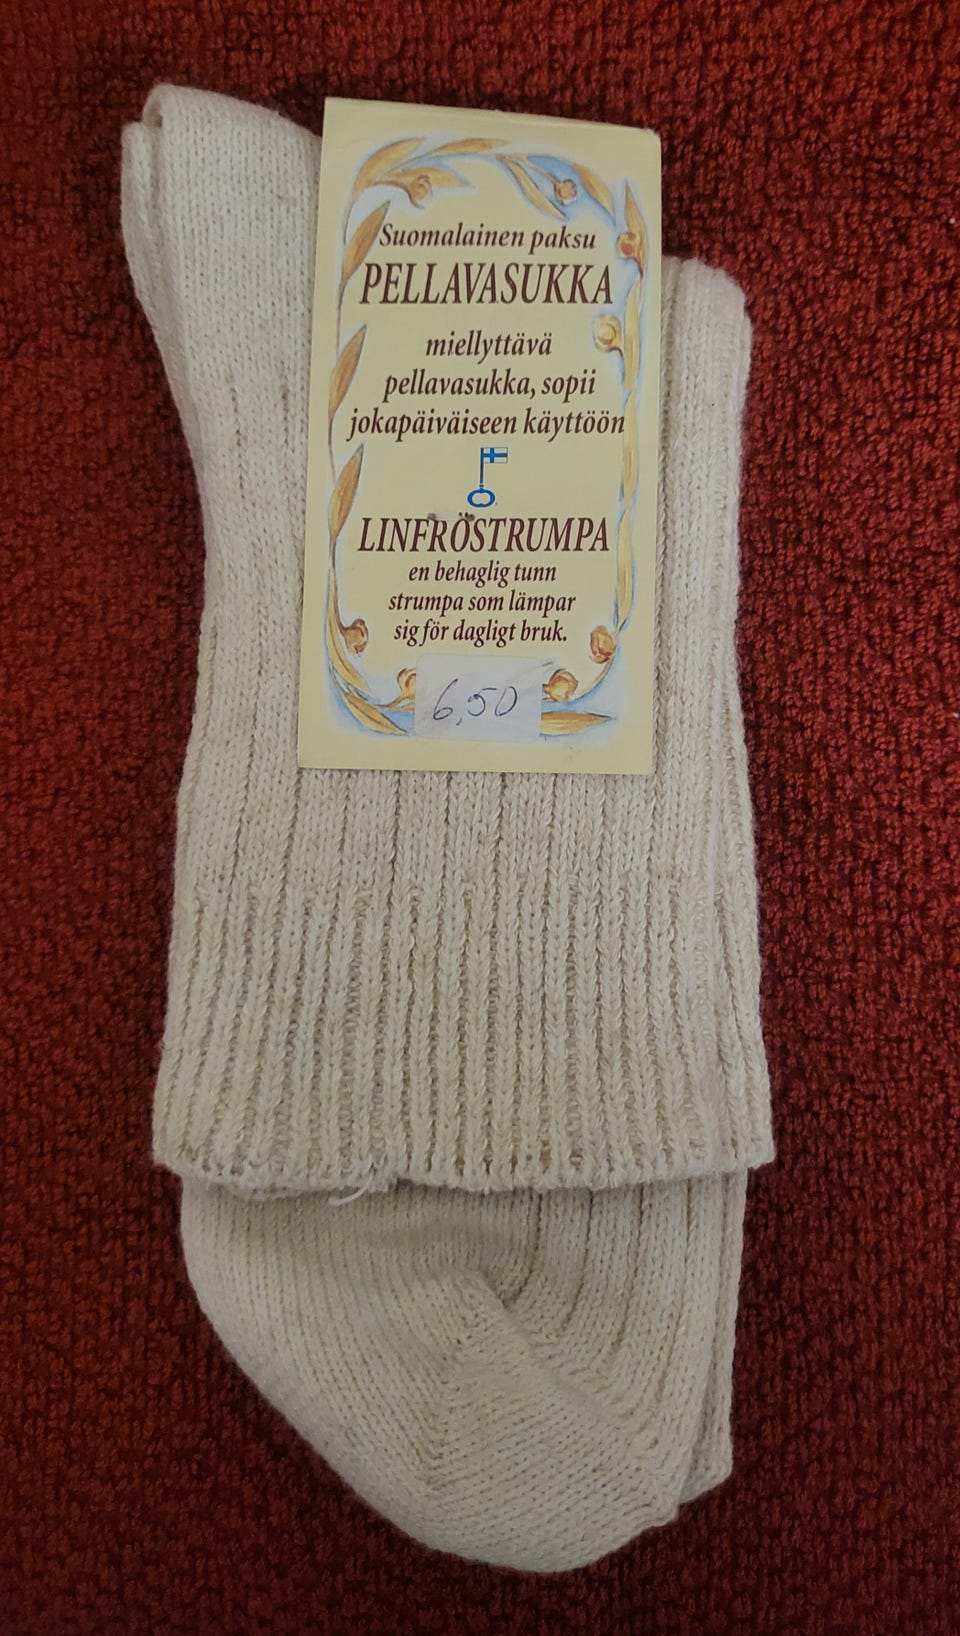 Suomalainen paksu
PELLAVASUKKA
miellyttävä
pellavasukka, sopii
jokapäiväiseen käyttöön
LINFRÖSTRUMPA
en behaglig tunn
strumpa som lämpar
sig för dagligt bruk.
6,50